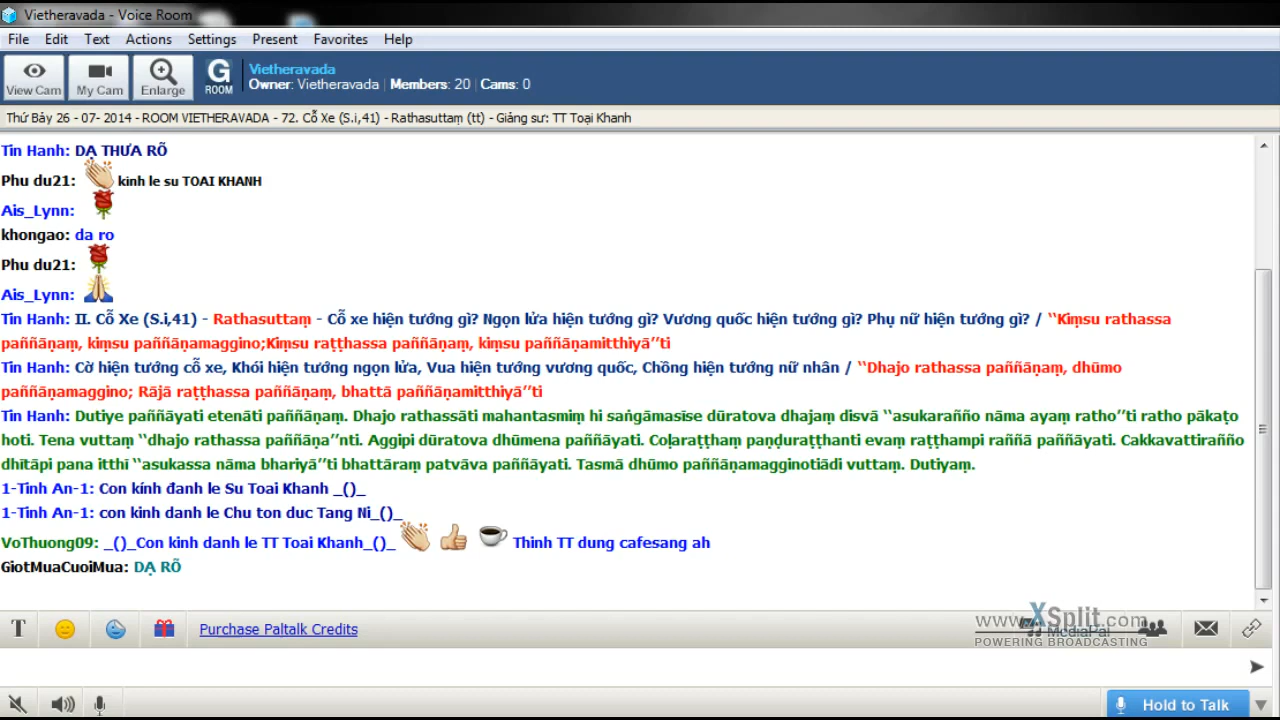 Vietheravada - Voice Room
File Edit Text Actions Settings Present Favorites Help
View Cam My Cam Enlarge G ROOM
Vietheravada
Owner: Vietheravada | Members: 20 | Cams: 0
Thứ Bảy 26 - 07- 2014 - ROOM VIETHERAVADA - 72. Cỗ Xe (S.i,41) - Rathasuttaṃ (tt) - Giảng sư: TT Toại Khanh
Tin Hanh: DẠ THƯA RÕ
Phu du21: kinh le su TOAI KHANH
Ais_Lynn:
khongao: da ro
Phu du21:
Ais_Lynn:
Tin Hanh: II. Cỗ Xe (S.i,41) - Rathasuttaṃ - Cỗ xe hiện tướng gì? Ngọn lửa hiện tướng gì? Vương quốc hiện tướng gì? Phụ nữ hiện tướng gì? / ‘‘Kiṃsu rathassa
paññāṇaṃ, kiṃsu paññāṇamaggino;Kiṃsu raṭṭhassa paññāṇaṃ, kiṃsu paññāṇamitthiyā’’ti
Tin Hanh: Cờ hiện tướng cỗ xe, Khói hiện tướng ngọn lửa, Vua hiện tướng vương quốc, Chồng hiện tướng nữ nhân / ‘‘Dhajo rathassa paññāṇaṃ, dhūmo
paññāṇamaggino; Rājā raṭṭhassa paññāṇaṃ, bhattā paññāṇamitthiyā’’ti
Tin Hanh: Dutiye paññāyati etenāti paññāṇaṃ. Dhajo rathassāti mahantasmiṃ hi saṅgāmasīse dūratova dhajaṃ disvā ‘‘asukarañño nāma ayaṃ ratho’’ti ratho pākaṭo
hoti. Tena vuttaṃ ‘‘dhajo rathassa paññāṇa’’nti. Aggipi dūratova dhūmena paññāyati. Coḷaraṭṭhaṃ paṇḍuraṭṭhanti evaṃ raṭṭhampi raññā paññāyati. Cakkavattirañño
dhītāpi pana itthī ‘‘asukassa nāma bhariyā’’ti bhattāraṃ patvāva paññāyati. Tasmā dhūmo paññāṇamagginotiādi vuttaṃ. Dutiyaṃ.
1-Tinh An-1: Con kính đanh le Su Toai Khanh _()_
1-Tinh An-1: con kinh danh le Chu ton duc Tang Ni_()_
VoThuong09: _()_Con kinh danh le TT Toai Khanh_()_ Thinh TT dung cafesang ah
GiotMuaCuoiMua: DẠ RÕ
T Purchase Paltalk Credits
www.XSplit.com
MediaPal
POWERING BROADCASTING
Hold to Talk